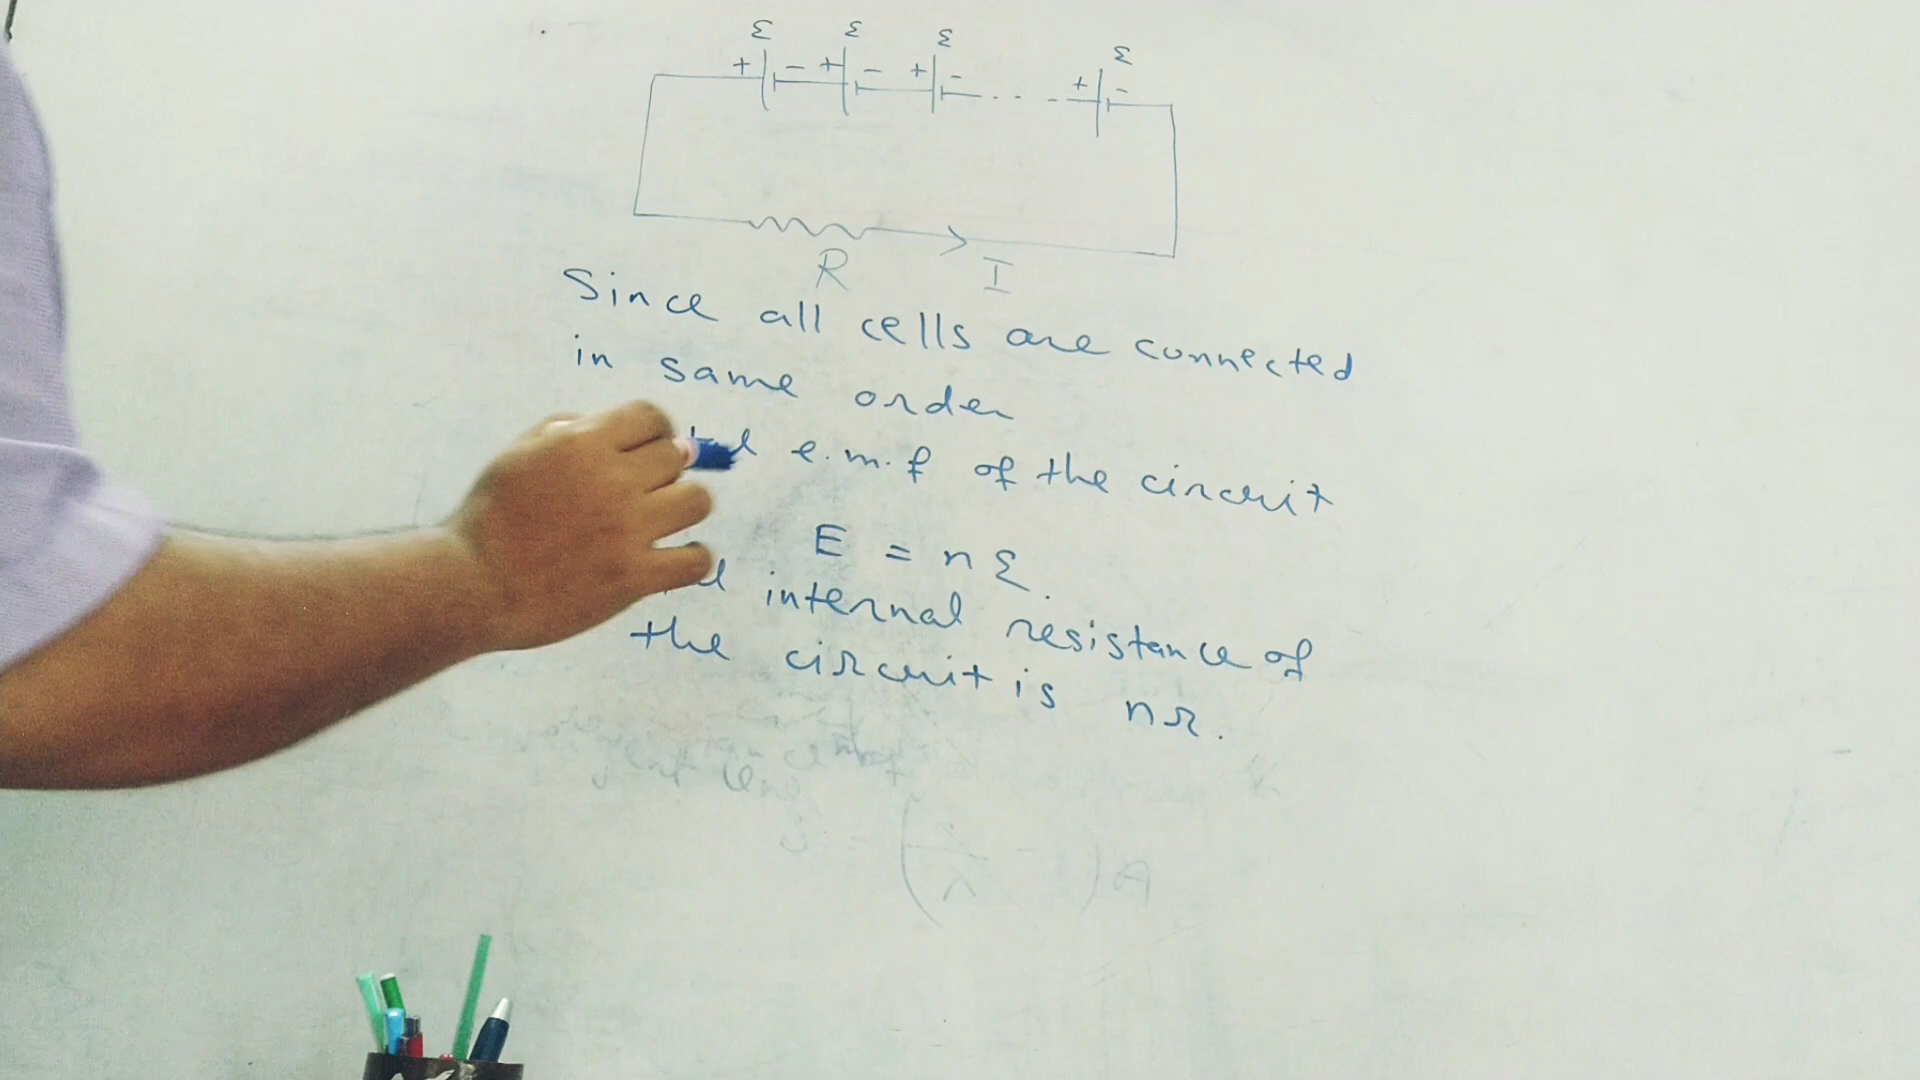 ε ε ε ε
+ - + - + - + -
R I
Since all cells are connected
in same order
e.m.f of the circuit
E = nε.
internal resistance of
the circuit is nr.